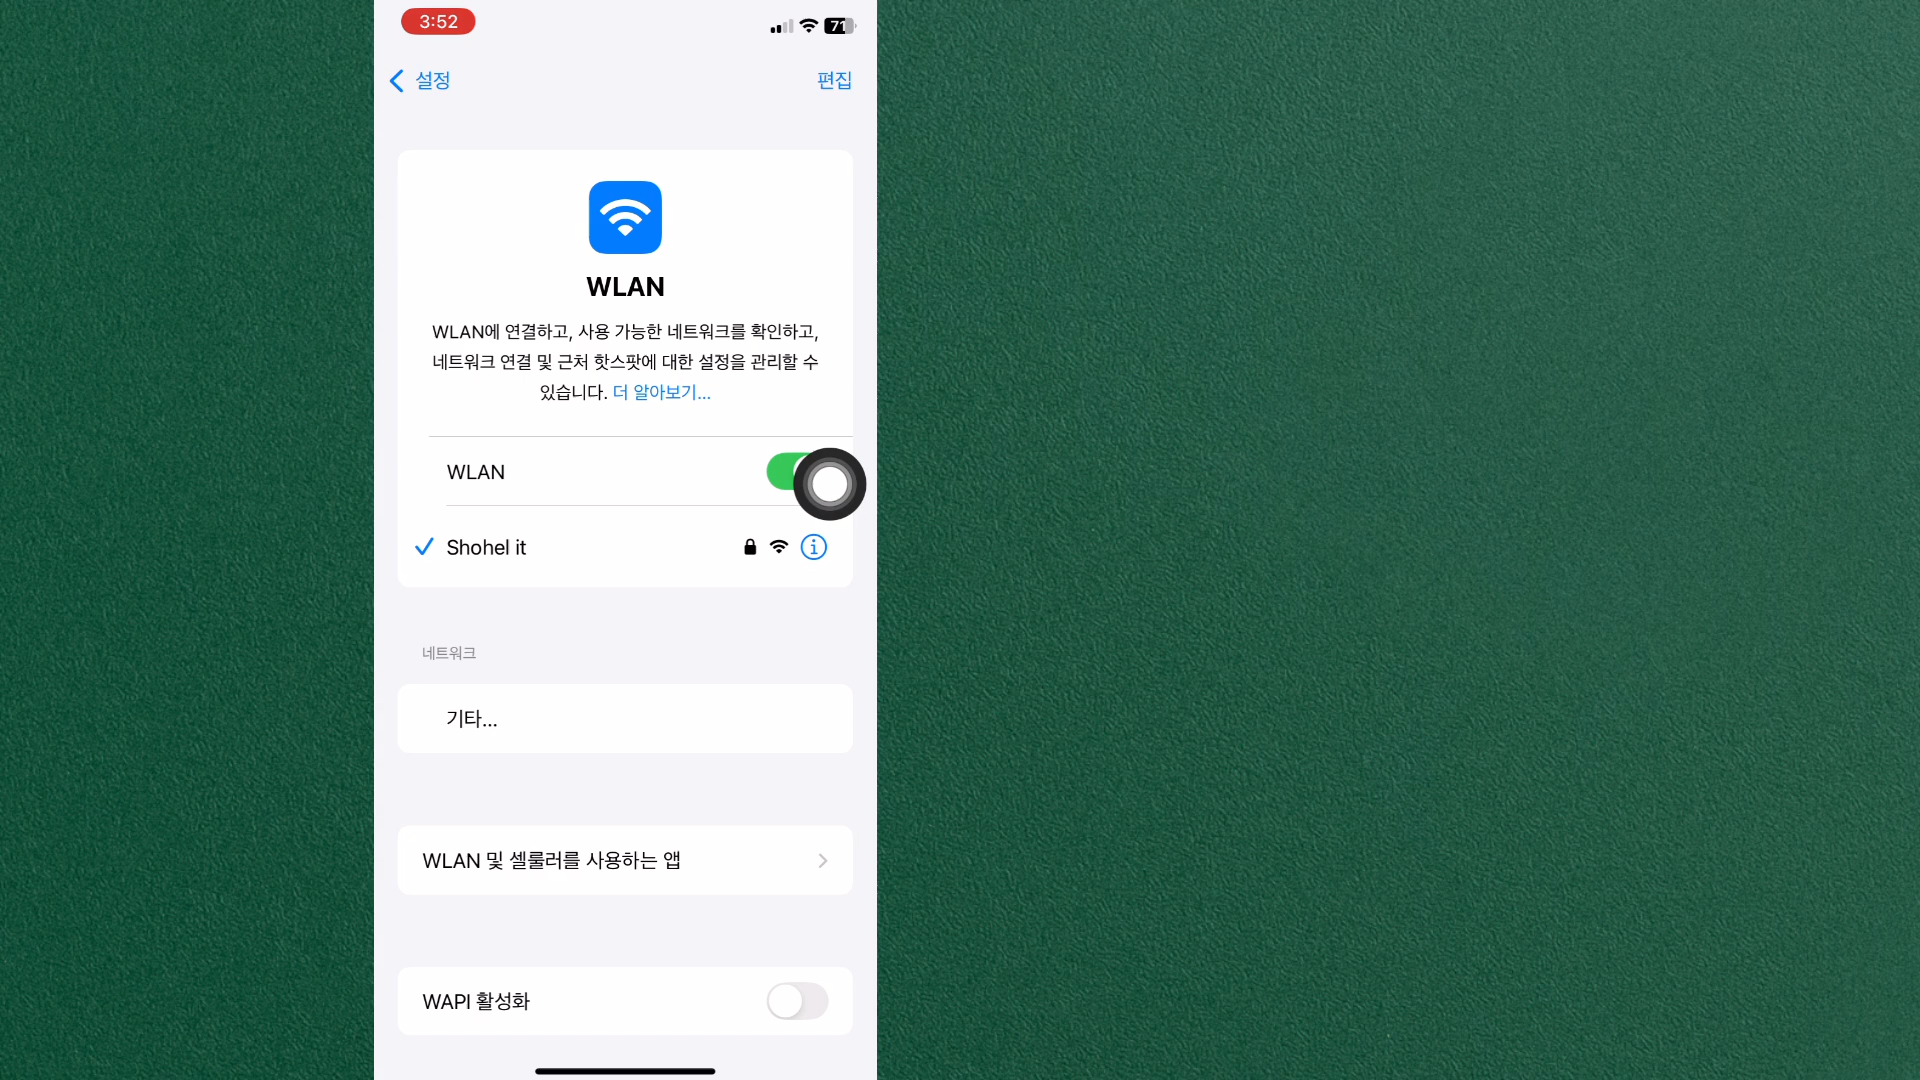 3:52
71
설정
편집
WLAN
WLAN에 연결하고, 사용 가능한 네트워크를 확인하고,
네트워크 연결 및 근처 핫스팟에 대한 설정을 관리할 수
있습니다. 더 알아보기...
WLAN
Shohel it
네트워크
기타...
WLAN 및 셀룰러를 사용하는 앱
WAPI 활성화